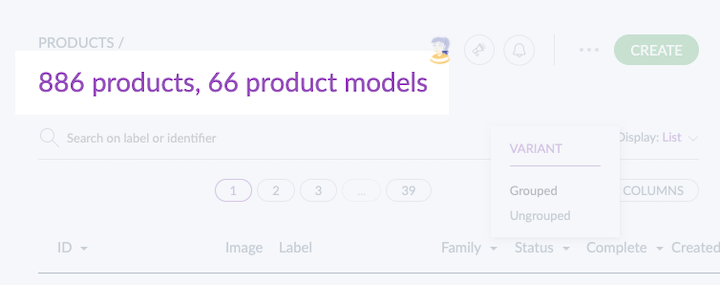 PRODUCTS /
CREATE
886 products, 66 product models
Search on label or identifier
Display: List
VARIANT
1 2 3 ... 39
Grouped
COLUMNS
Ungrouped
ID Image Label Family Status Complete Created